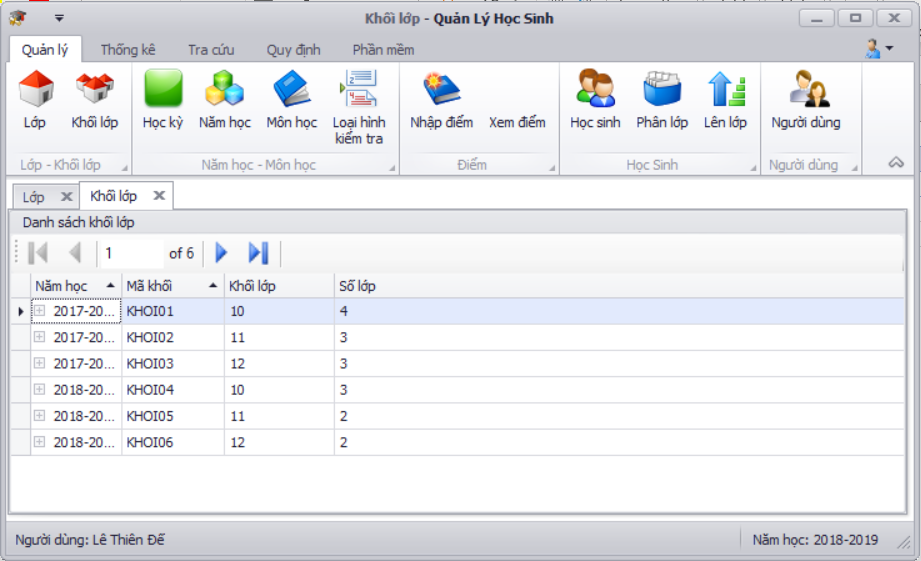 Khối lớp - Quản Lý Học Sinh
Quản lý Thống kê Tra cứu Quy định Phần mềm
Lớp Khối lớp Học kỳ Năm học Môn học Loại hình kiểm tra Nhập điểm Xem điểm Học sinh Phân lớp Lên lớp Người dùng
Lớp - Khối lớp Năm học - Môn học Điểm Học Sinh Người dùng
Lớp Khối lớp
Danh sách khối lớp
1 of 6
Năm học Mã khối Khối lớp Số lớp
2017-20... KHOI01 10 4
2017-20... KHOI02 11 3
2017-20... KHOI03 12 3
2018-20... KHOI04 10 3
2018-20... KHOI05 11 2
2018-20... KHOI06 12 2
Người dùng: Lê Thiên Đế Năm học: 2018-2019